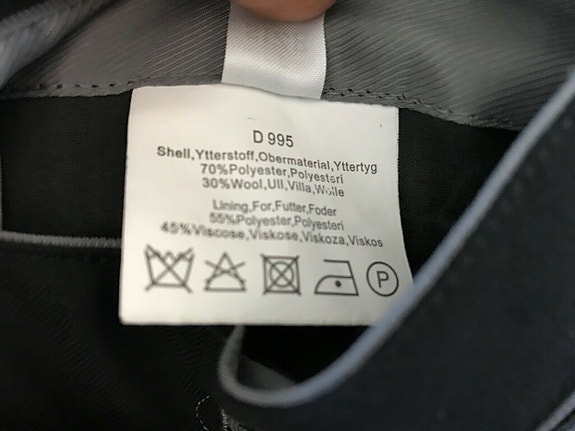 D 995
Shell,Ytterstoff,Obermaterial,Yttertyg
70%Polyester,Polyesteri
30%Wool,Ull,Villa,Wolle
Lining,For,Futter,Foder
55%Polyester,Polyesteri
45%Viscose,Viskose,Viskoza,Viskos
P